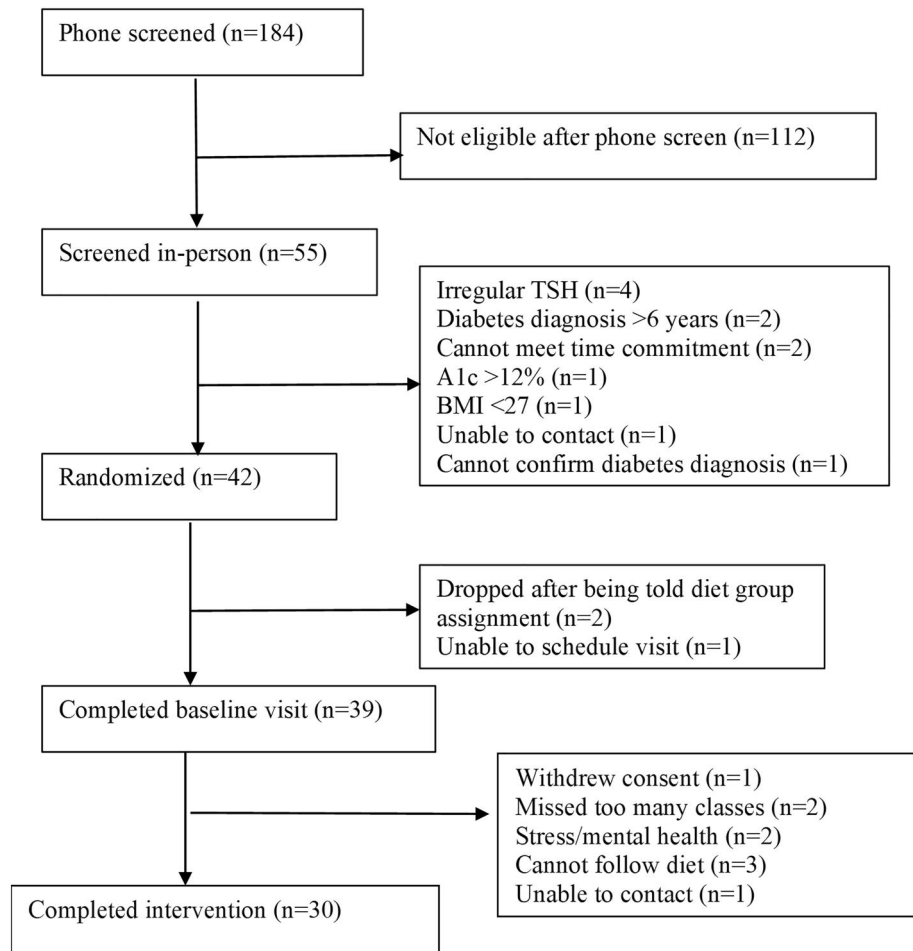 Phone screened (n=184)
Not eligible after phone screen (n=112)
Screened in-person (n=55)
Irregular TSH (n=4)
Diabetes diagnosis >6 years (n=2)
Cannot meet time commitment (n=2)
A1c >12% (n=1)
BMI <27 (n=1)
Unable to contact (n=1)
Cannot confirm diabetes diagnosis (n=1)
Randomized (n=42)
Dropped after being told diet group
assignment (n=2)
Unable to schedule visit (n=1)
Completed baseline visit (n=39)
Withdrew consent (n=1)
Missed too many classes (n=2)
Stress/mental health (n=2)
Cannot follow diet (n=3)
Unable to contact (n=1)
Completed intervention (n=30)